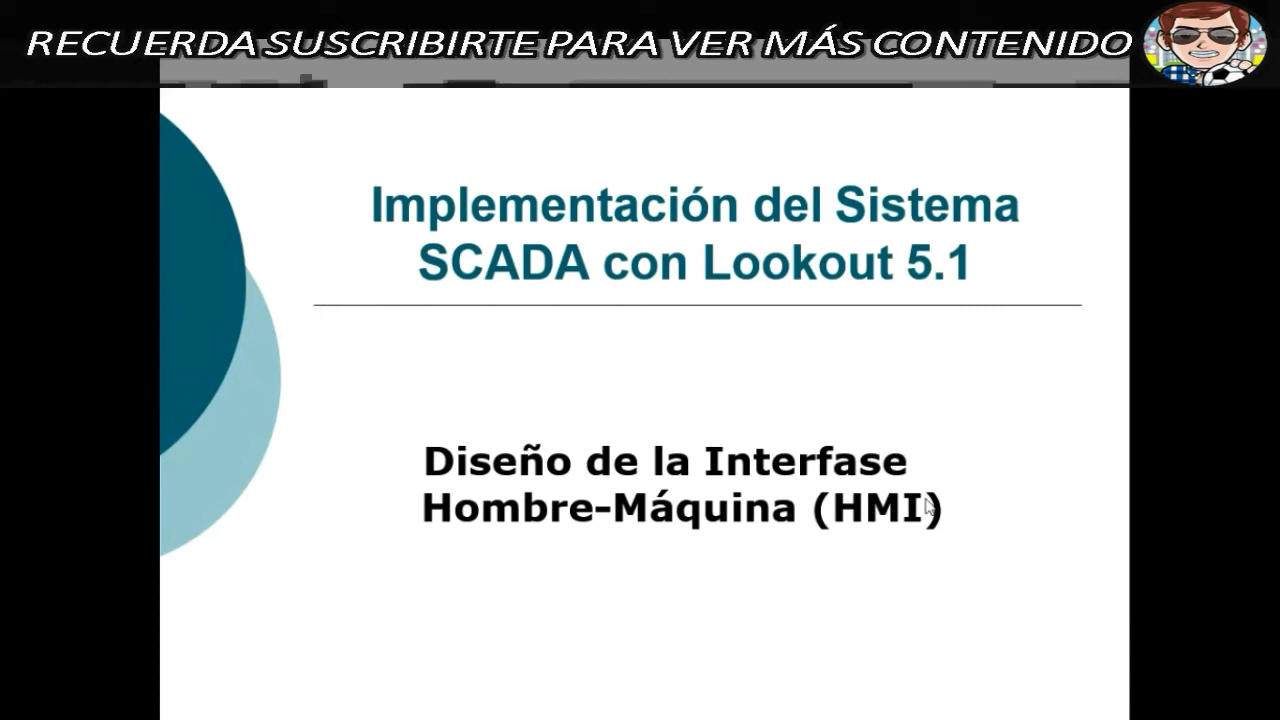 RECUERDA SUSCRIBIRTE PARA VER MÁS CONTENIDO
Implementación del Sistema
SCADA con Lookout 5.1
Diseño de la Interfase
Hombre-Máquina (HMI)